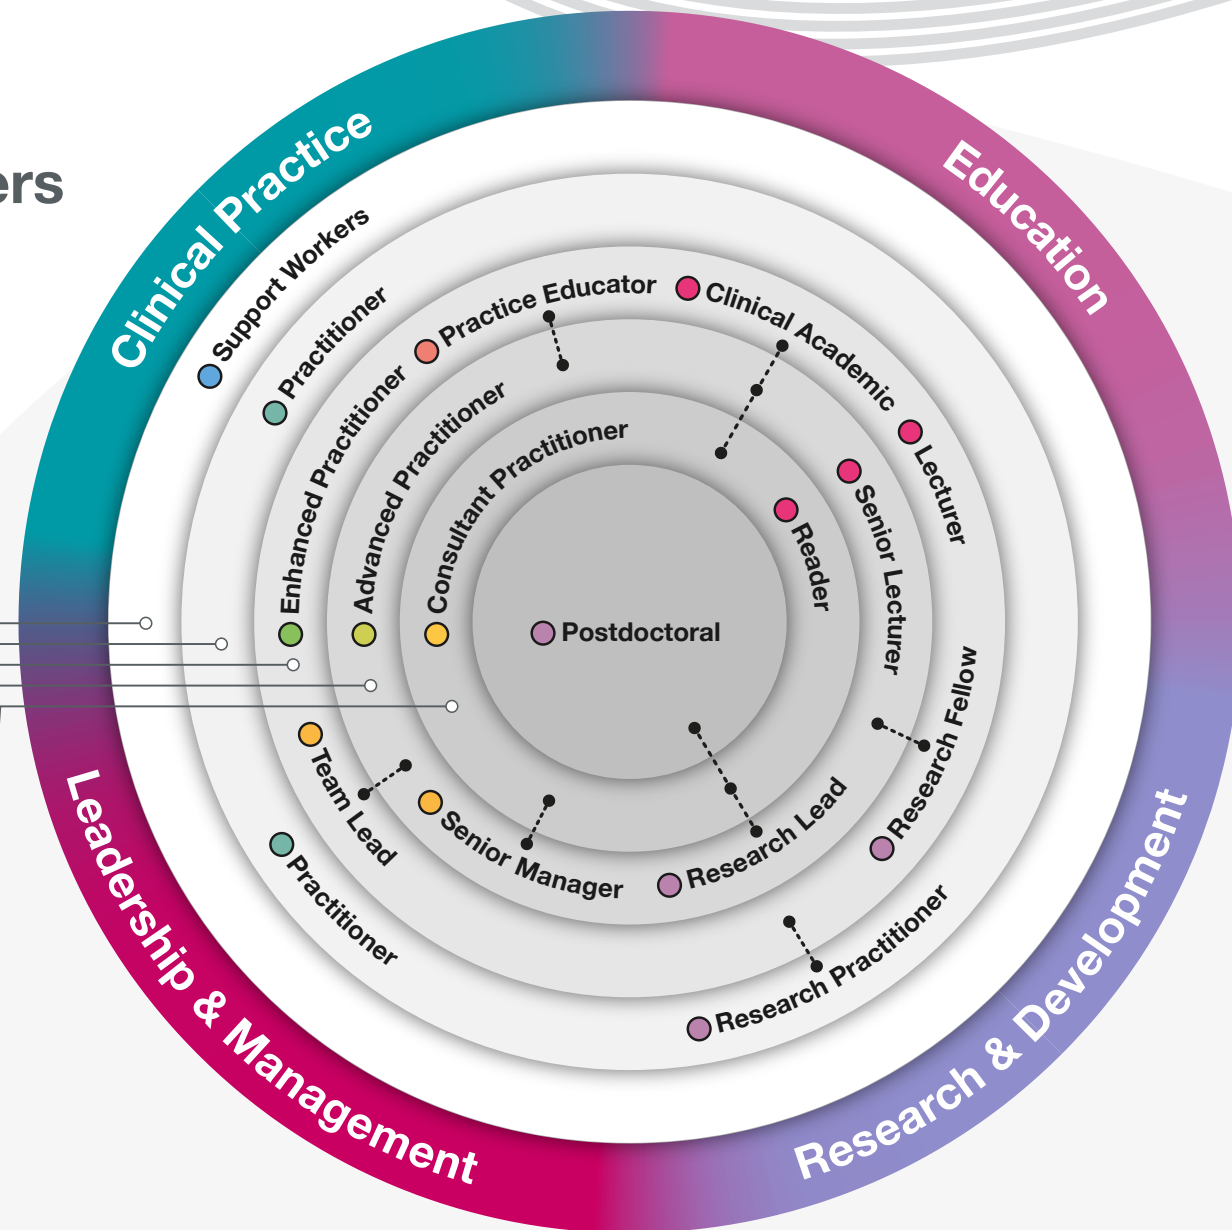 ers
Clinical Practice
Education
Support Workers
Practitioner
Practice Educator
Clinical Academic
Enhanced Practitioner
Advanced Practitioner
Consultant Practitioner
Lecturer
Senior Lecturer
Reader
Postdoctoral
Research Fellow
Team Lead
Senior Manager
Research Lead
Practitioner
Research Practitioner
Leadership & Management
Research & Development